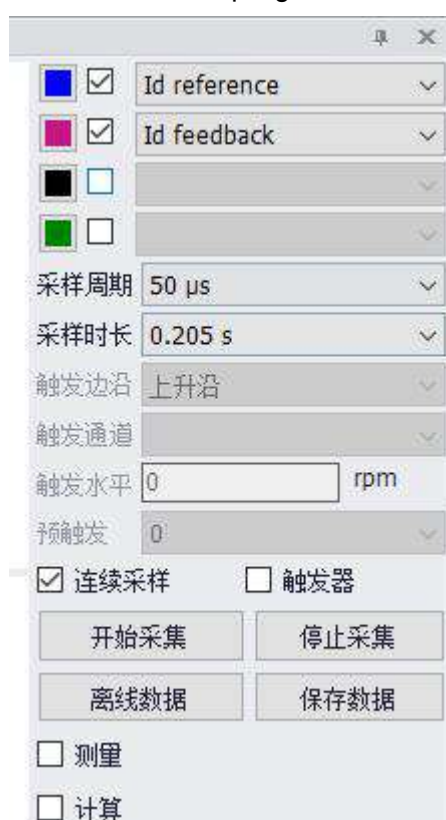 Id reference
Id feedback
采样周期 50 μs
采样时长 0.205 s
触发边沿 上升沿
触发通道
触发水平 0 rpm
预触发 0
连续采样 触发器
开始采集 停止采集
离线数据 保存数据
测量
计算